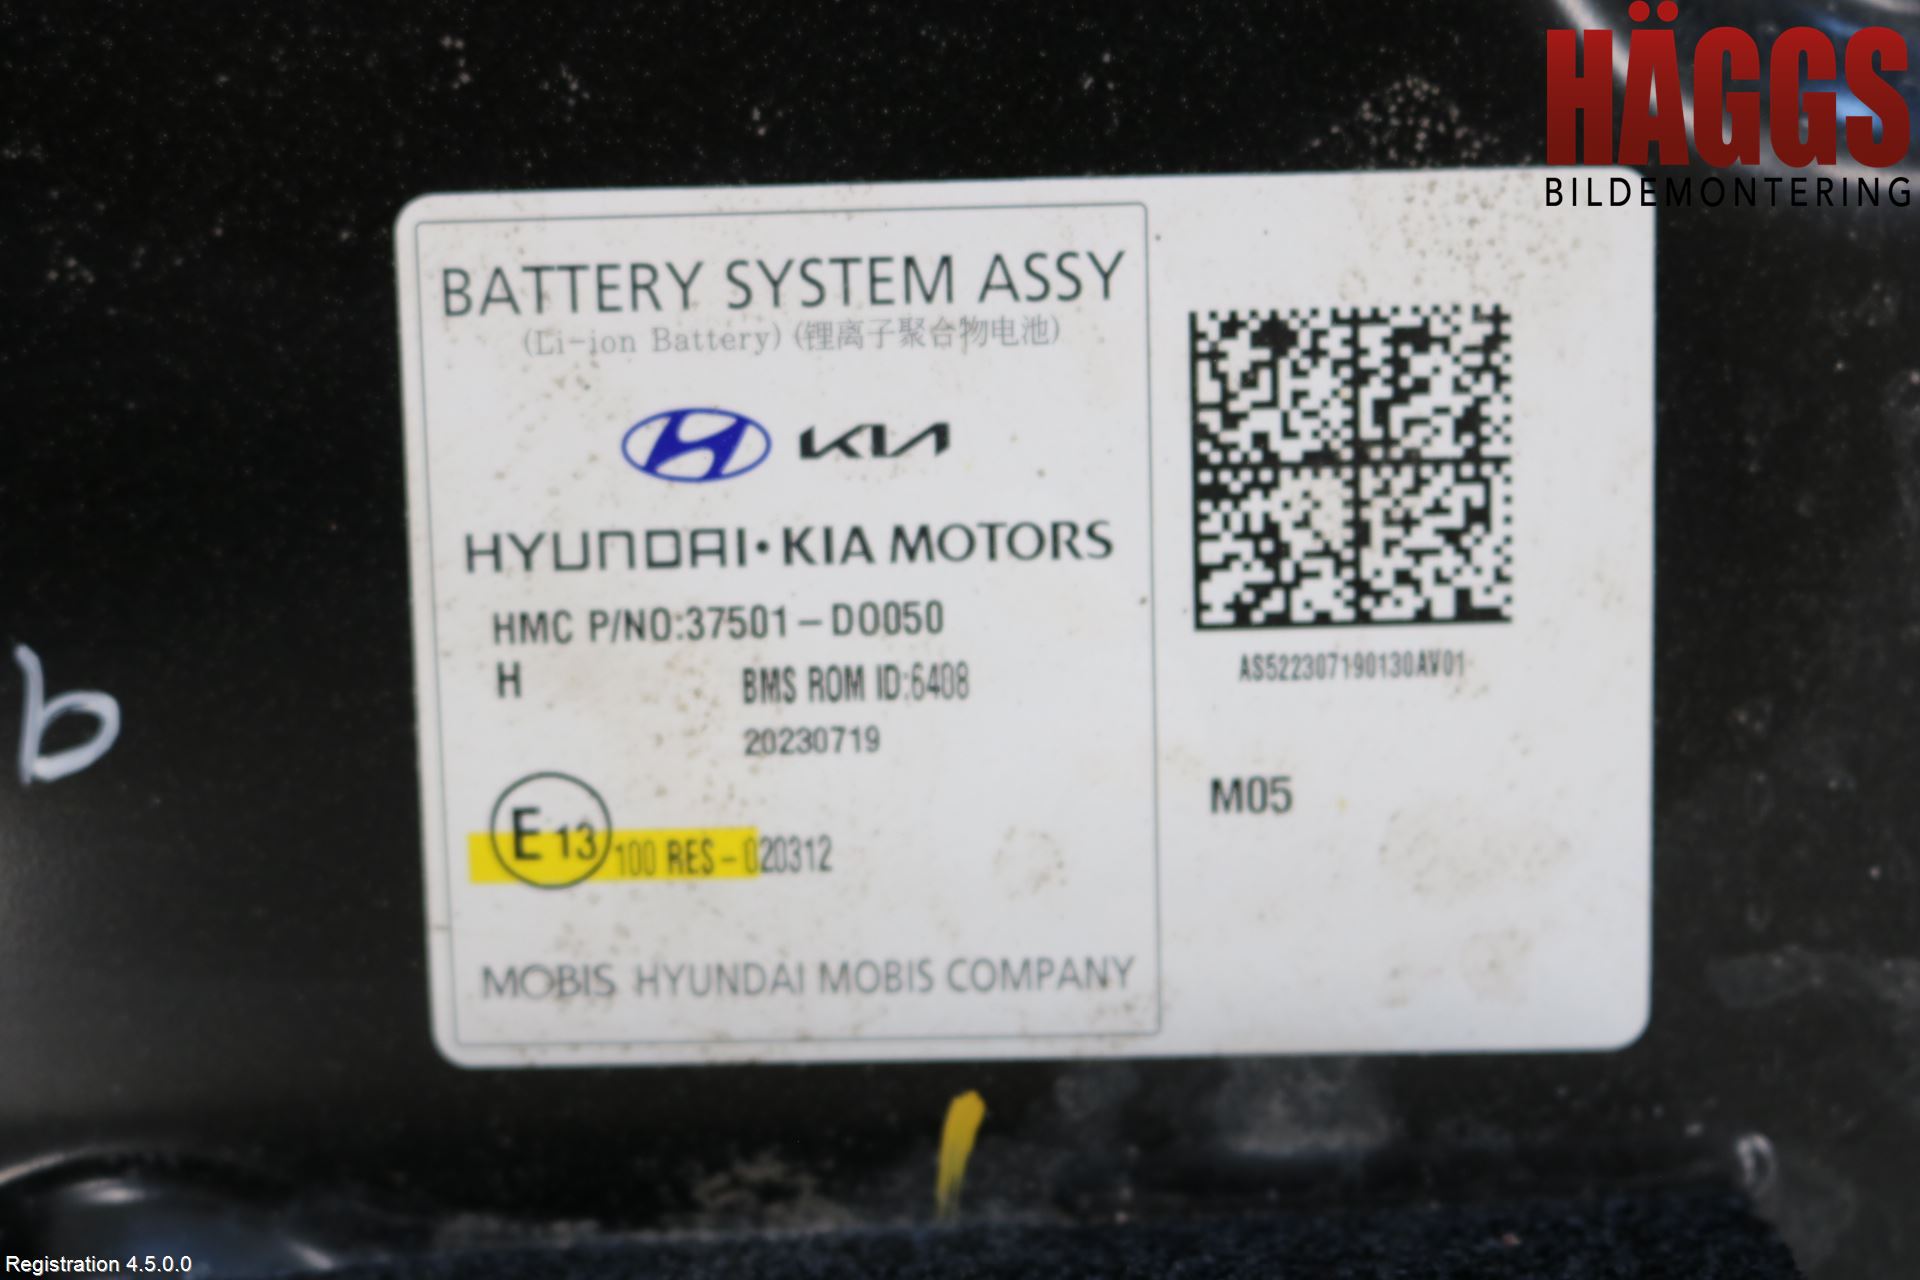 HÄGGS
BILDEMONTERING
BATTERY SYSTEM ASSY
(Li-ion Battery) (锂离子聚合物电池)
KIA
HYUNDAI · KIA MOTORS
HMC P/NO:37501-D0050
H BMS ROM ID:6408
20230719
E 13 100 RES-020312
MOBIS HYUNDAI MOBIS COMPANY
AS522307190130AV01
M05
b
Registration 4.5.0.0